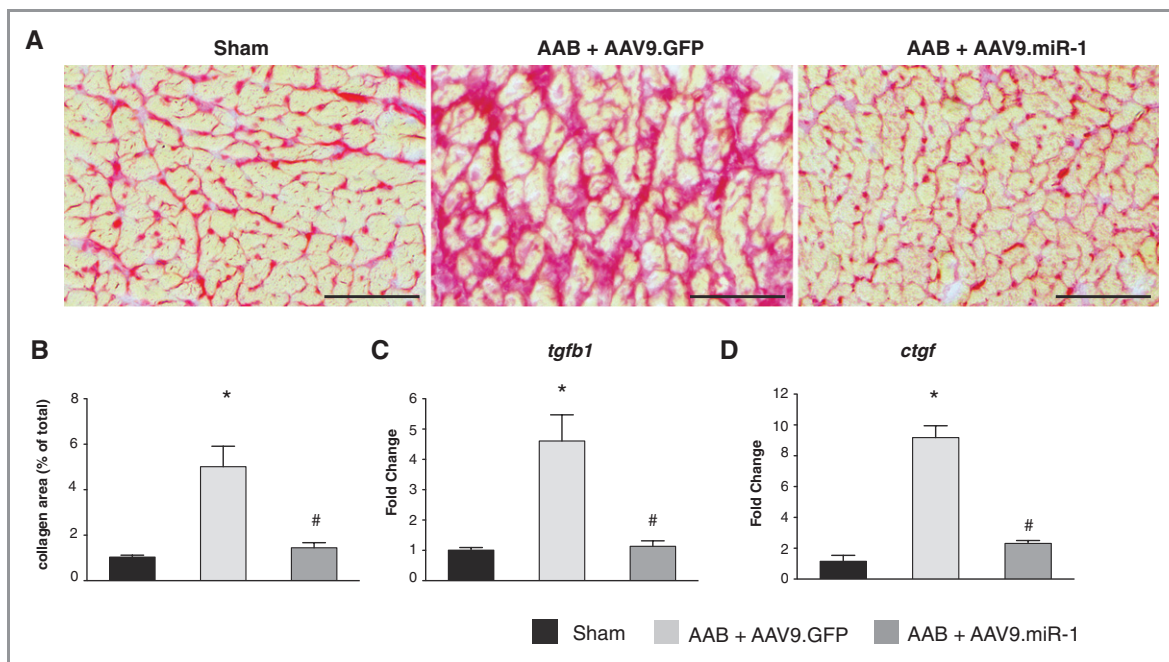 A
Sham
AAB + AAV9.GFP
AAB + AAV9.miR-1
B
collagen area (% of total)
8
6
4
2
0
*
#
C
tgfb1
Fold Change
6
5
4
3
2
1
0
*
#
D
ctgf
Fold Change
12
10
8
6
4
2
0
*
#
Sham
AAB + AAV9.GFP
AAB + AAV9.miR-1